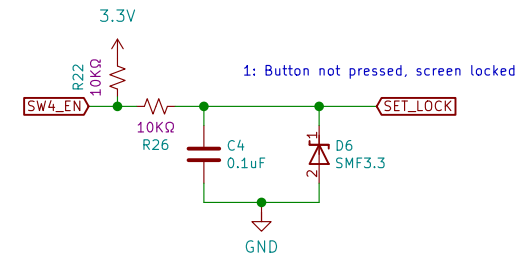 3.3V
R22
10KΩ
1: Button not pressed, screen locked
SW4_EN
SET_LOCK
10KΩ
R26
C4
0.1uF
1
D6
SMF3.3
2
GND